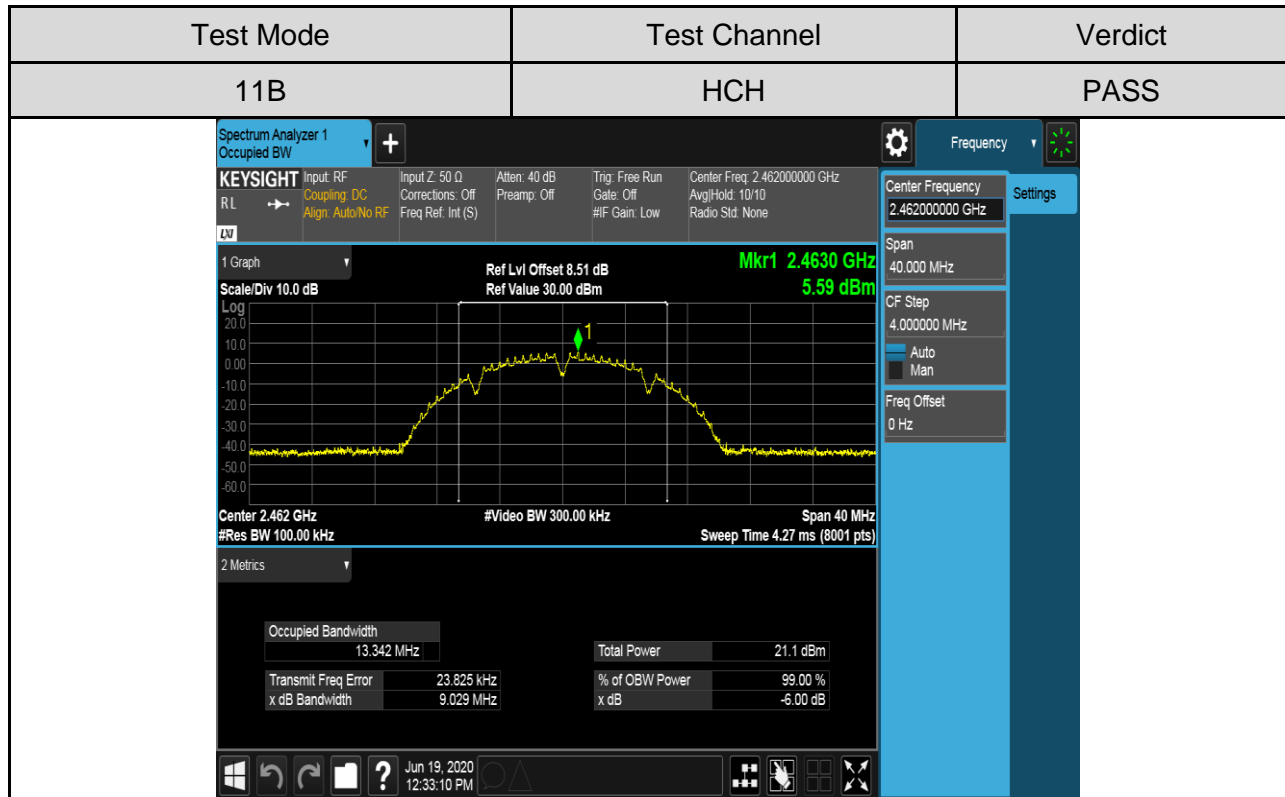 Test Mode Test Channel Verdict
11B HCH PASS
Spectrum Analyzer 1
Occupied BW
+
Frequency
KEYSIGHT
RL
LXI
Input: RF
Coupling: DC
Align: Auto/No RF
Input Z: 50 Ω
Corrections: Off
Freq Ref: Int (S)
Atten: 40 dB
Preamp: Off
Trig: Free Run
Gate: Off
#IF Gain: Low
Center Freq: 2.462000000 GHz
Avg|Hold: 10/10
Radio Std: None
Center Frequency
2.462000000 GHz
Settings
Span
40.000 MHz
CF Step
4.000000 MHz
Auto
Man
Freq Offset
0 Hz
1 Graph
Scale/Div 10.0 dB
Ref Lvl Offset 8.51 dB
Ref Value 30.00 dBm
Mkr1 2.4630 GHz
5.59 dBm
Log
20.0
10.0
0.00
-10.0
-20.0
-30.0
-40.0
-50.0
-60.0
1
Center 2.462 GHz
#Res BW 100.00 kHz
#Video BW 300.00 kHz
Span 40 MHz
Sweep Time 4.27 ms (8001 pts)
2 Metrics
Occupied Bandwidth
13.342 MHz
Total Power 21.1 dBm
Transmit Freq Error 23.825 kHz
x dB Bandwidth 9.029 MHz
% of OBW Power 99.00 %
x dB -6.00 dB
?
Jun 19, 2020
12:33:10 PM